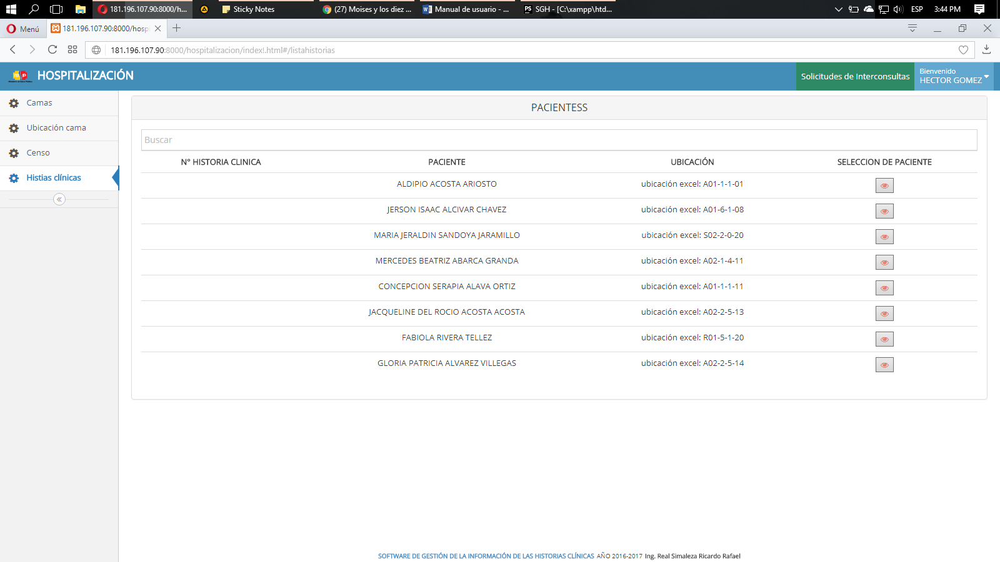 181.196.107.90:8000/h...
Sticky Notes
(27) Moises y los diez ...
Manual de usuario - ...
SGH - [C:\xampp\htd...
ESP
3:44 PM
Menú
181.196.107.90:8000/hosp
181.196.107.90:8000/hospitalizacion/index!.html#/listahistorias
HOSPITALIZACIÓN
Solicitudes de Interconsultas
Bienvenido
HECTOR GOMEZ
Camas
Ubicación cama
Censo
Histias clínicas
PACIENTESS
Buscar
N° HISTORIA CLINICA PACIENTE UBICACIÓN SELECCION DE PACIENTE
ALDIPIO ACOSTA ARIOSTO ubicación excel: A01-1-1-01
JERSON ISAAC ALCIVAR CHAVEZ ubicación excel: A01-6-1-08
MARIA JERALDIN SANDOYA JARAMILLO ubicación excel: S02-2-0-20
MERCEDES BEATRIZ ABARCA GRANDA ubicación excel: A02-1-4-11
CONCEPCION SERAPIA ALAVA ORTIZ ubicación excel: A01-1-1-11
JACQUELINE DEL ROCIO ACOSTA ACOSTA ubicación excel: A02-2-5-13
FABIOLA RIVERA TELLEZ ubicación excel: R01-5-1-20
GLORIA PATRICIA ALVAREZ VILLEGAS ubicación excel: A02-2-5-14
SOFTWARE DE GESTIÓN DE LA INFORMACIÓN DE LAS HISTORIAS CLÍNICAS AÑO 2016-2017 Ing. Real Simaleza Ricardo Rafael